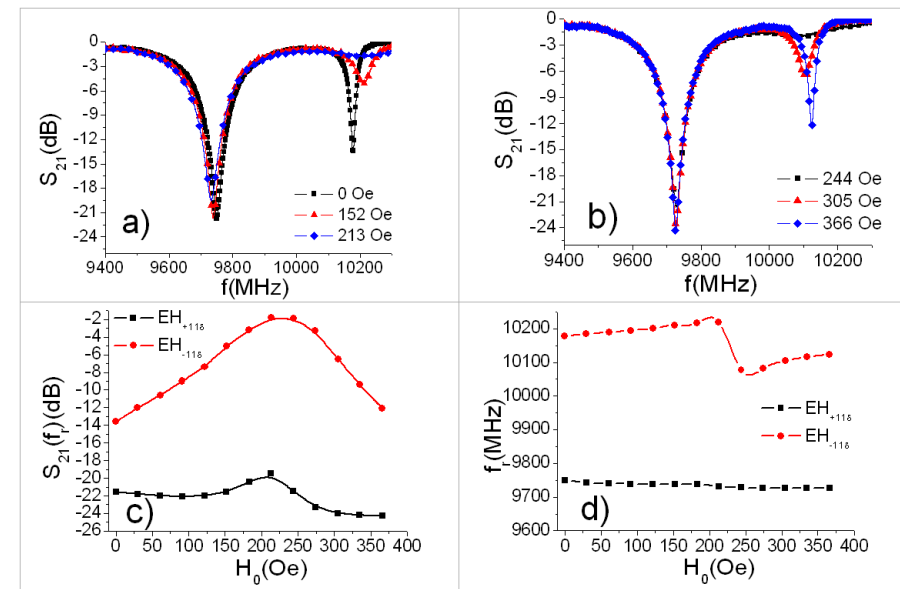 0
-3
-6
-9
-12
-15
-18
-21
-24
S21(dB)
a)
0 Oe
152 Oe
213 Oe
9400 9600 9800 10000 10200
f(MHz)
0
-3
-6
-9
-12
-15
-18
-21
-24
S21(dB)
b)
244 Oe
305 Oe
366 Oe
9400 9600 9800 10000 10200
f(MHz)
-2
-4
-6
-8
-10
-12
-14
-16
-18
-20
-22
-24
-26
S21(fr)(dB)
EH+11δ
EH-11δ
c)
0 50 100 150 200 250 300 350 400
H0(Oe)
10200
10100
10000
9900
9800
9700
9600
fr(MHz)
EH+11δ
EH-11δ
d)
0 50 100 150 200 250 300 350 400
H0(Oe)